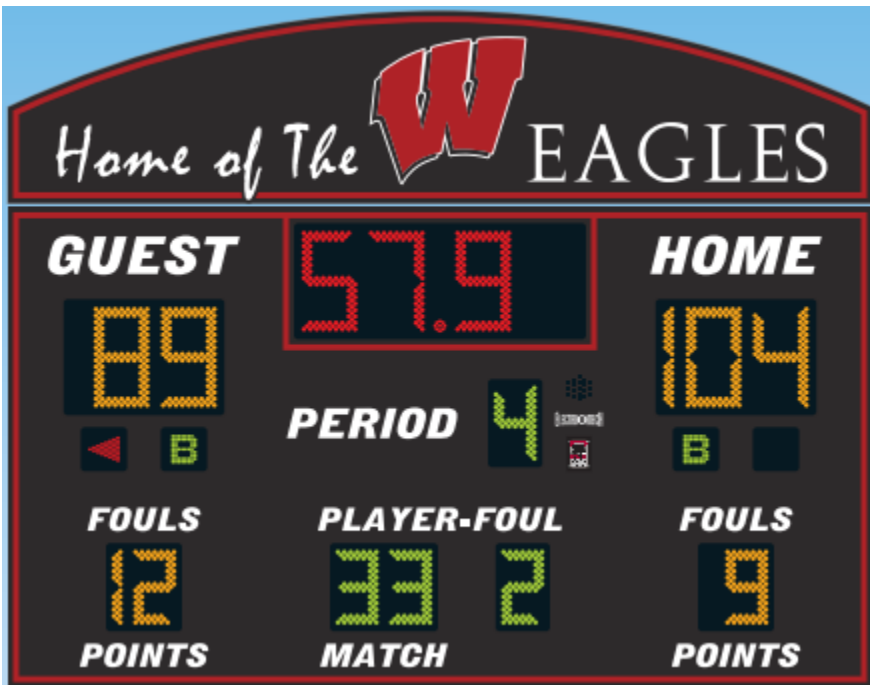 Home of The W EAGLES
GUEST 57.9 HOME
89 104
PERIOD 4
B B
FOULS PLAYER-FOUL FOULS
12 33 2 9
POINTS MATCH POINTS